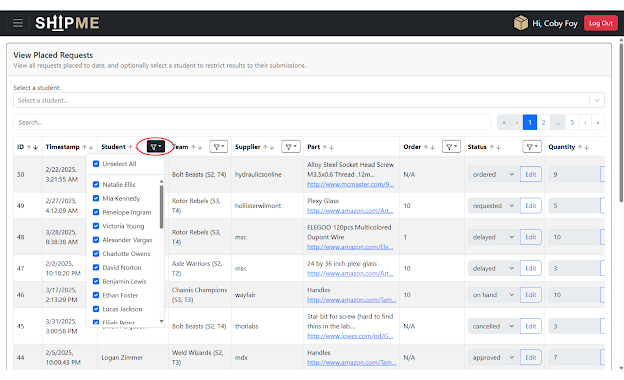 SHIPME
Hi, Coby Foy
Log Out
View Placed Requests
View all requests placed to date, and optionally select a student to restrict results to their submissions.
Select a student:
Select a student...
Search...
« ‹ 1 2 ... 5 › »
ID Timestamp Student Team Supplier Part Order Status Quantity
Unselect All
Natalie Ellis
Mia Kennedy
Penelope Ingram
Victoria Young
Alexander Vargas
Charlotte Owens
David Norton
Benjamin Lewis
Ethan Foster
Lucas Jackson
Elijah Perez
50
2/22/2025,
3:21:55 AM
Bolt Beasts (S2, T4)
hydraulicsonline
Alloy Steel Socket Head Screw
M3.5x0.6 Thread .12m...
http://www.mcmaster.com/9...
N/A
ordered
Edit
9
49
2/27/2025,
4:12:09 AM
Rotor Rebels (S3,
T4)
hollisterwilmont
Plexy Glass
http://www.amazon.com/Art...
10
requested
Edit
5
48
3/28/2025,
8:38:38 AM
Rotor Rebels (S3,
T4)
msc
ELEGOO 120pcs Multicolored
Dupont Wire
http://www.amazon.com/Ele...
1
delayed
Edit
10
47
2/2/2025,
10:18:20 PM
Axle Warriors (S2,
T2)
msc
24 by 36 inch plexi glass
http://www.amazon.com/Art...
10
delayed
Edit
3
46
3/17/2025,
2:13:29 PM
Chassis Champions
(S3, T3)
wayfair
Handles
http://www.amazon.com/Tam...
10
on hand
Edit
10
45
3/31/2025,
3:00:58 PM
Bolt Beasts (S2, T4)
thorlabs
Star bit for screw (hard to find
thins in the lab....
http://www.lowes.com/pd/G...
N/A
cancelled
Edit
3
44
2/5/2025,
10:00:43 PM
Logan Zimmer
Weld Wizards (S2,
T3)
mdx
Handles
http://www.amazon.com/Tam...
N/A
approved
Edit
7